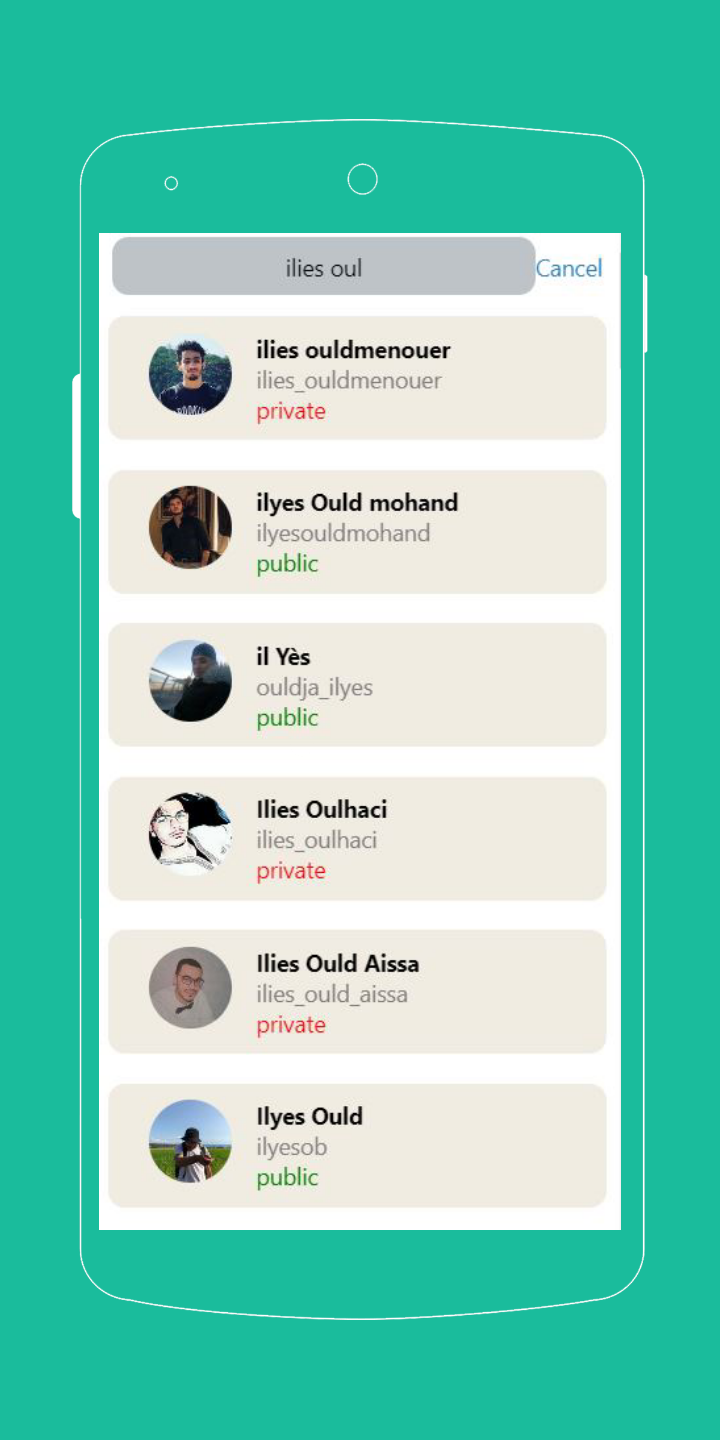 ilies oul
Cancel
ilies ouldmenouer
ilies_ouldmenouer
private
ilyes Ould mohand
ilyesouldmohand
public
il Yès
ouldja_ilyes
public
Ilies Oulhaci
ilies_oulhaci
private
Ilies Ould Aissa
ilies_ould_aissa
private
Ilyes Ould
ilyesob
public